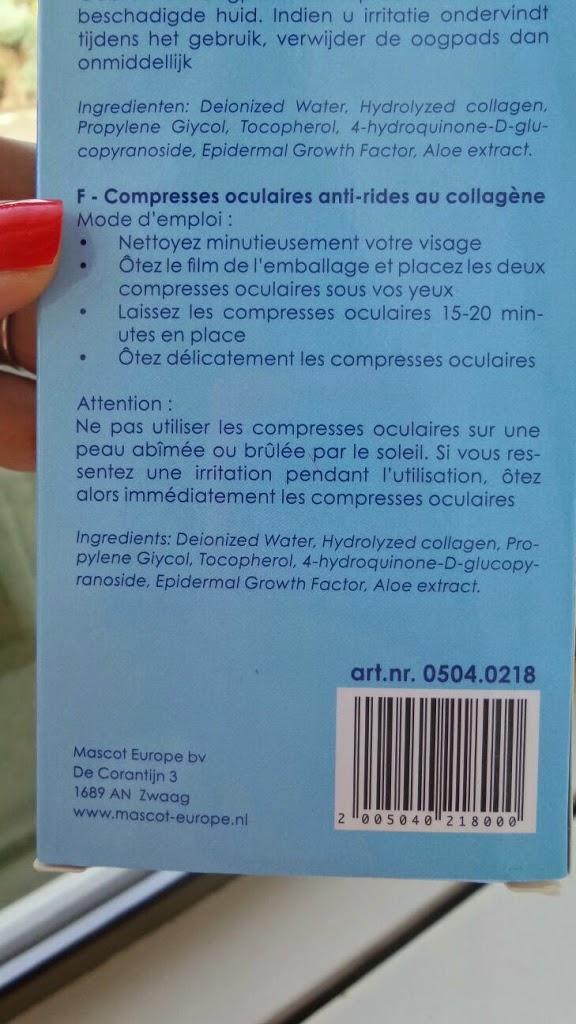 beschadigde huid. Indien u irritatie ondervindt
tijdens het gebruik, verwijder de oogpads dan
onmiddellijk
Ingredienten: Deionized Water, Hydrolyzed collagen,
Propylene Giycol, Tocopherol, 4-hydroquinone-D-glu-
copyranoside, Epidermal Growth Factor, Aloe extract.
F - Compresses oculaires anti-rides au collagène
Mode d'emploi :
• Nettoyez minutieusement votre visage
• Ôtez le film de l'emballage et placez les deux
compresses oculaires sous vos yeux
• Laissez les compresses oculaires 15-20 min-
utes en place
• Ôtez délicatement les compresses oculaires
Attention :
Ne pas utiliser les compresses oculaires sur une
peau abîmée ou brûlée par le soleil. Si vous res-
sentez une irritation pendant l'utilisation, ôtez
alors immédiatement les compresses oculaires
Ingredients: Deionized Water, Hydrolyzed collagen, Pro-
pylene Giycol, Tocopherol, 4-hydroquinone-D-glucopy-
ranoside, Epidermal Growth Factor, Aloe extract.
art.nr. 0504.0218
2 005040 218000
Mascot Europe bv
De Corantijn 3
1689 AN Zwaag
www.mascot-europe.nl